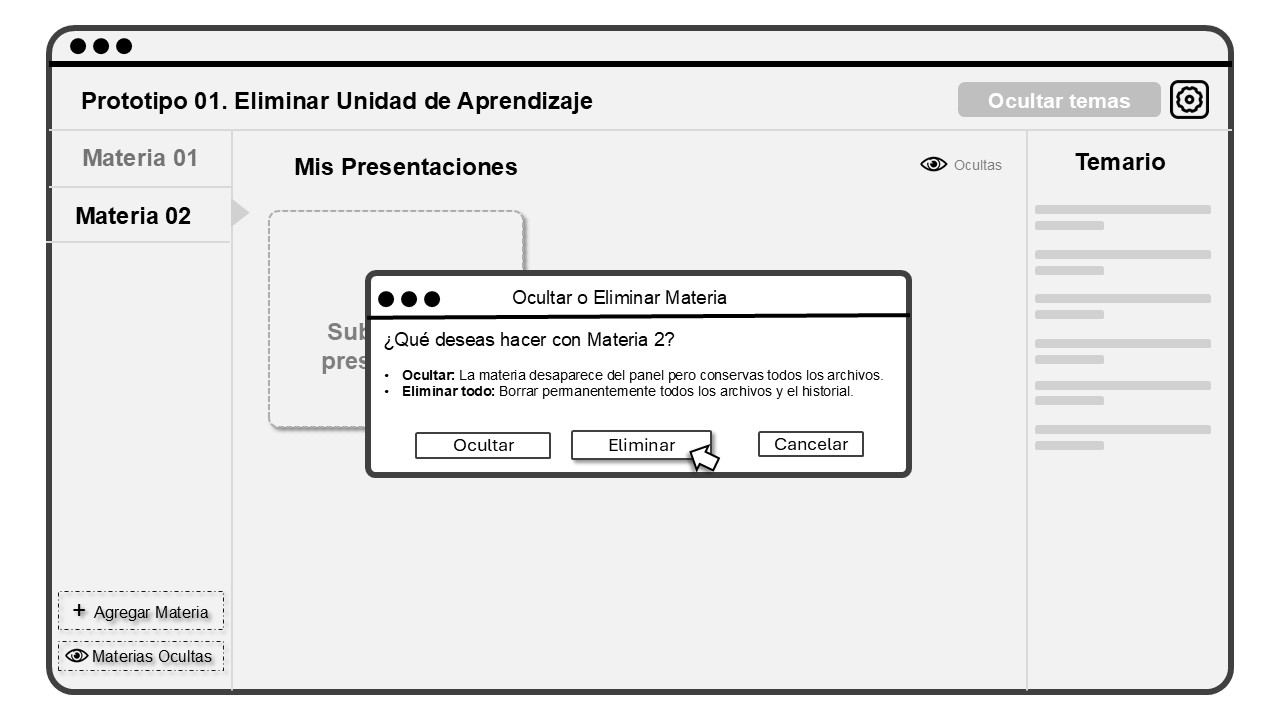 Prototipo 01. Eliminar Unidad de Aprendizaje
Ocultar temas
Materia 01
Materia 02
Mis Presentaciones
Ocultas
Temario
Ocultar o Eliminar Materia
¿Qué deseas hacer con Materia 2?
• Ocultar: La materia desaparece del panel pero conservas todos los archivos.
• Eliminar todo: Borrar permanentemente todos los archivos y el historial.
Ocultar
Eliminar
Cancelar
+ Agregar Materia
Materias Ocultas